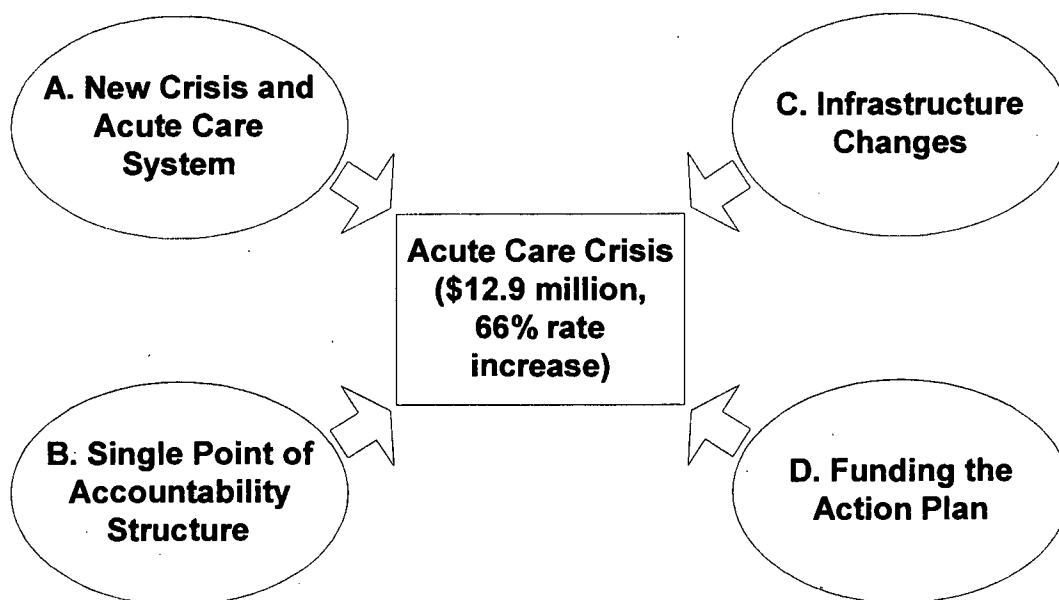 A. New Crisis and
Acute Care
System
C. Infrastructure
Changes
Acute Care Crisis
($12.9 million,
66% rate
increase)
B. Single Point of
Accountability
Structure
D. Funding the
Action Plan